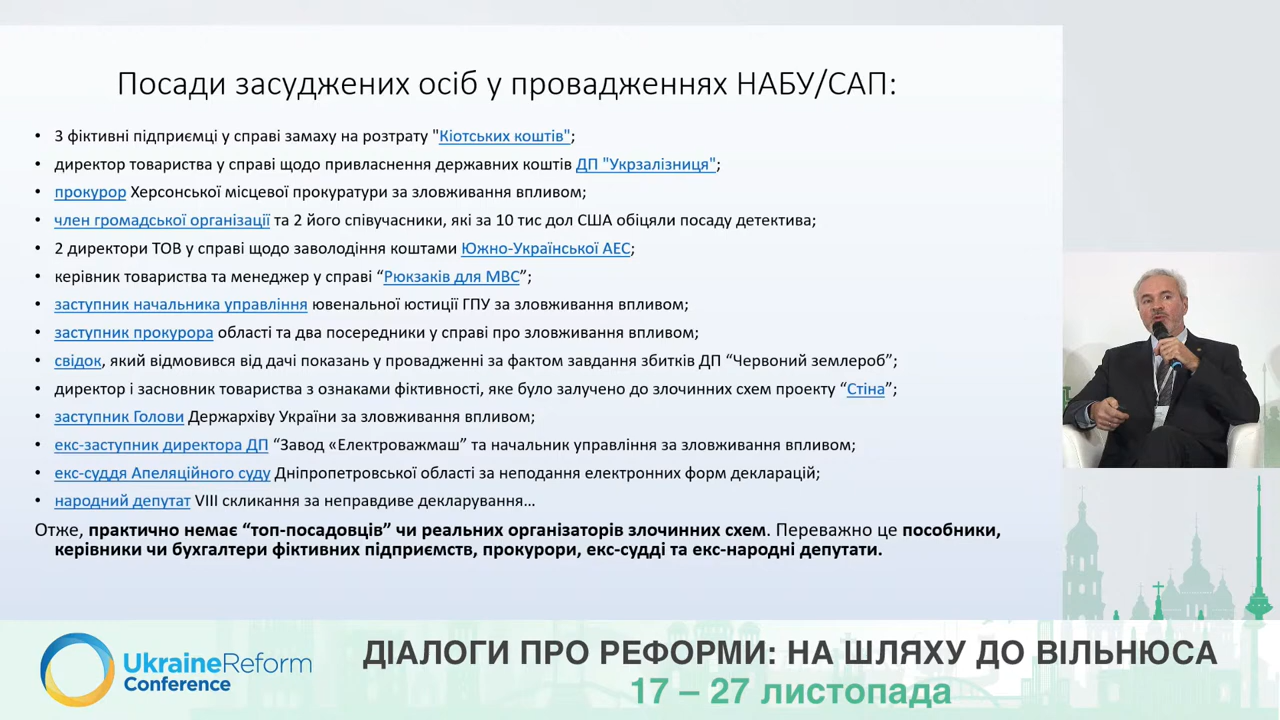 Посади засуджених осіб у провадженнях НАБУ/САП:
• 3 фіктивні підприємці у справі замаху на розтрату "Кіотських коштів";
• директор товариства у справі щодо привласнення державних коштів ДП "Укрзалізниця";
• прокурор Херсонської місцевої прокуратури за зловживання впливом;
• член громадської організації та 2 його співучасники, які за 10 тис дол США обіцяли посаду детектива;
• 2 директори ТОВ у справі щодо заволодіння коштами Южно-Української АЕС;
• керівник товариства та менеджер у справі “Рюкзаків для МВС”;
• заступник начальника управління ювенальної юстиції ГПУ за зловживання впливом;
• заступник прокурора області та два посередники у справі про зловживання впливом;
• свідок, який відмовився від дачі показань у провадженні за фактом завдання збитків ДП “Червоний землероб”;
• директор і засновник товариства з ознаками фіктивності, яке було залучено до злочинних схем проекту “Стіна”;
• заступник Голови Держархіву України за зловживання впливом;
• екс-заступник директора ДП “Завод «Електроважмаш” та начальник управління за зловживання впливом;
• екс-суддя Апеляційного суду Дніпропетровської області за неподання електронних форм декларацій;
• народний депутат VIII скликання за неправдиве декларування...
Отже, практично немає “топ-посадовців” чи реальних організаторів злочинних схем. Переважно це пособники,
керівники чи бухгалтери фіктивних підприємств, прокурори, екс-судді та екс-народні депутати.
UkraineReform
Conference
ДІАЛОГИ ПРО РЕФОРМИ: НА ШЛЯХУ ДО ВІЛЬНЮСА
17 – 27 листопада